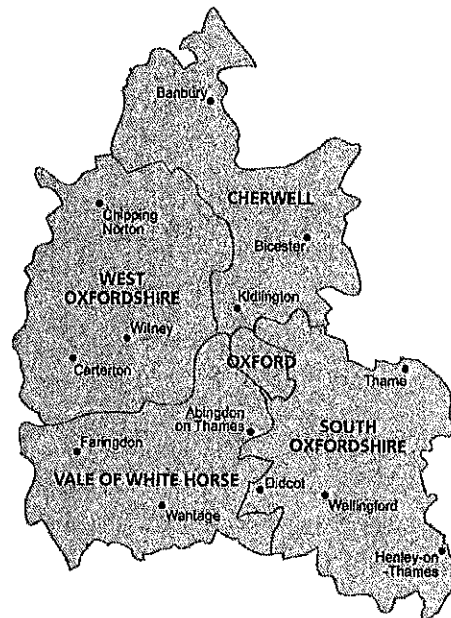 Banbury
CHERWELL
Chipping
Norton
Bicester
WEST
OXFORDSHIRE
Kidlington
Witney
OXFORD
Carterton
Thame
Abingdon
on Thames
SOUTH
OXFORDSHIRE
Faringdon
VALE OF WHITE HORSE
Didcot
Wallingford
Wantage
Henley-on
-Thames